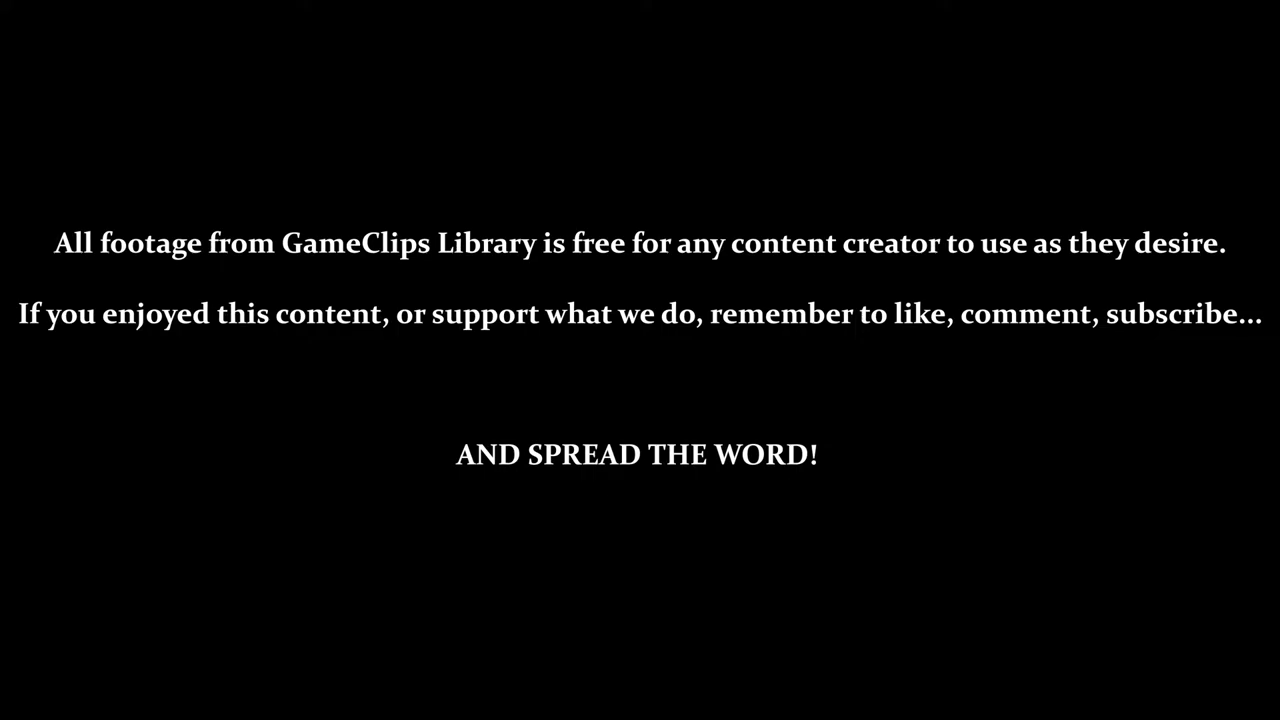 All footage from GameClips Library is free for any content creator to use as they desire.
If you enjoyed this content, or support what we do, remember to like, comment, subscribe...
AND SPREAD THE WORD!